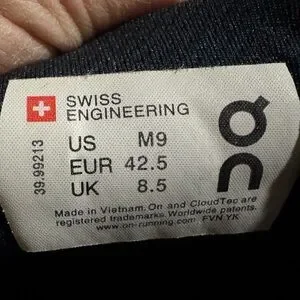 SWISS
ENGINEERING
US M9
EUR 42.5
UK 8.5
39.99213
Made in Vietnam. On and CloudTec are
registered trademarks. Worldwide patents.
www.on-running.com FVN YK